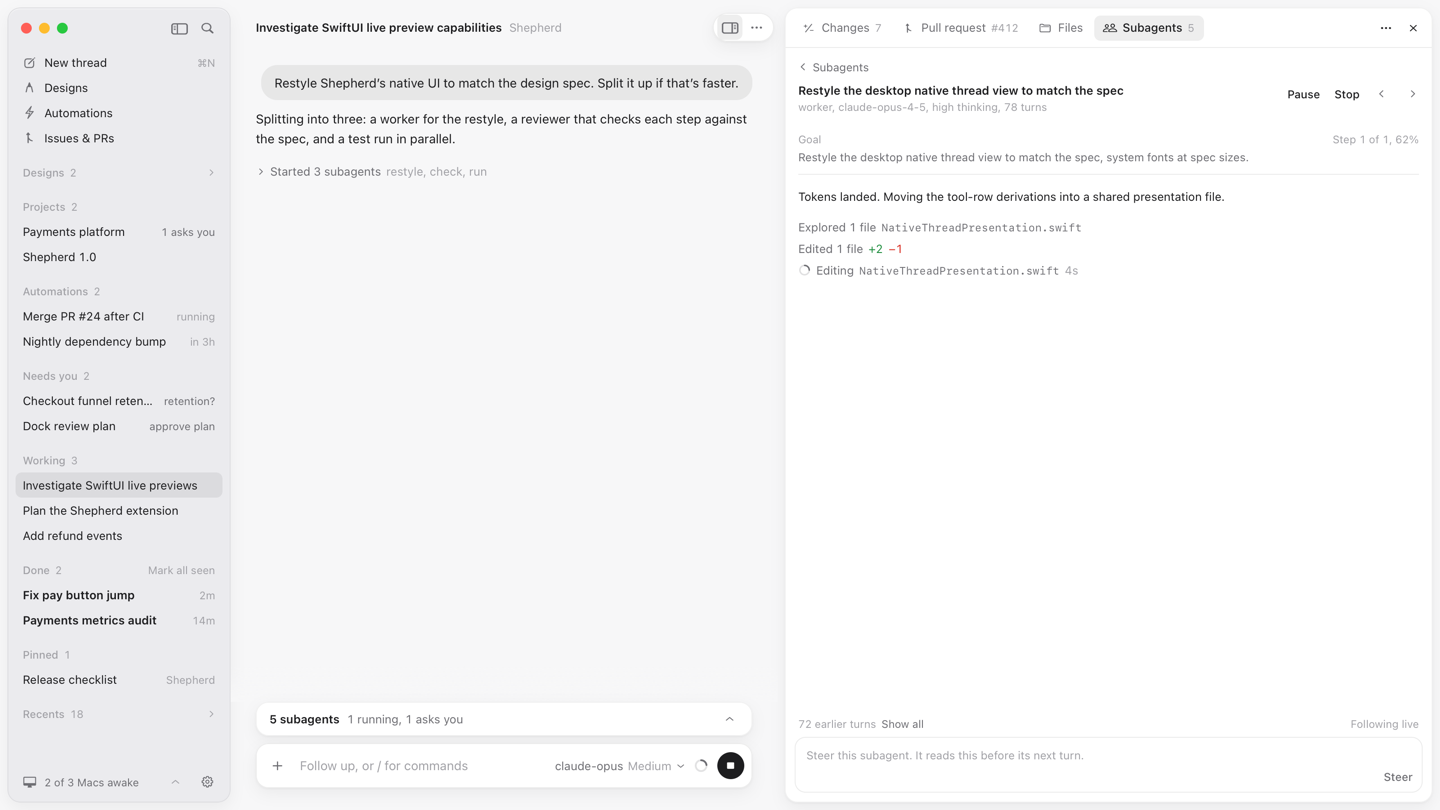 New thread ⌘N
Designs
Automations
Issues & PRs
Designs 2
Projects 2
Payments platform 1 asks you
Shepherd 1.0
Automations 2
Merge PR #24 after CI running
Nightly dependency bump in 3h
Needs you 2
Checkout funnel reten... retention?
Dock review plan approve plan
Working 3
Investigate SwiftUI live previews
Plan the Shepherd extension
Add refund events
Done 2 Mark all seen
Fix pay button jump 2m
Payments metrics audit 14m
Pinned 1
Release checklist Shepherd
Recents 18
2 of 3 Macs awake
Investigate SwiftUI live preview capabilities Shepherd
Restyle Shepherd's native UI to match the design spec. Split it up if that's faster.
Splitting into three: a worker for the restyle, a reviewer that checks each step against
the spec, and a test run in parallel.
Started 3 subagents restyle, check, run
5 subagents 1 running, 1 asks you
Follow up, or / for commands claude-opus Medium
Changes 7 Pull request #412 Files Subagents 5
Subagents
Restyle the desktop native thread view to match the spec
worker, claude-opus-4-5, high thinking, 78 turns
Pause Stop
Goal Step 1 of 1, 62%
Restyle the desktop native thread view to match the spec, system fonts at spec sizes.
Tokens landed. Moving the tool-row derivations into a shared presentation file.
Explored 1 file NativeThreadPresentation.swift
Edited 1 file +2 −1
Editing NativeThreadPresentation.swift 4s
72 earlier turns Show all Following live
Steer this subagent. It reads this before its next turn.
Steer